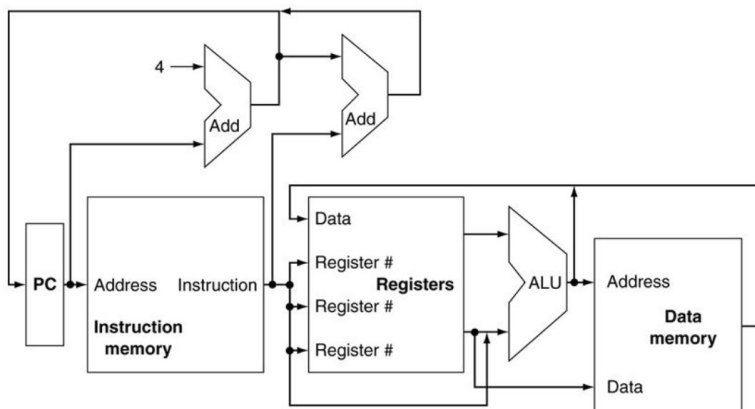 4
Add
Add
PC
Address
Instruction
Instruction
memory
Data
Register #
Register #
Register #
Registers
ALU
Address
Data
memory
Data